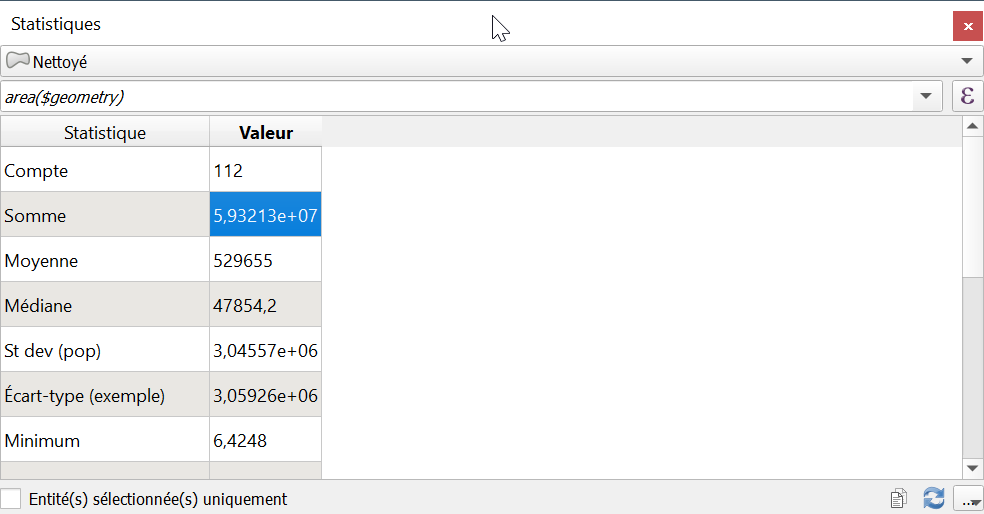 Statistiques
Nettoyé
area($geometry)
ε
Statistique Valeur
Compte 112
Somme 5,93213e+07
Moyenne 529655
Médiane 47854,2
St dev (pop) 3,04557e+06
Écart-type (exemple) 3,05926e+06
Minimum 6,4248
Entité(s) sélectionnée(s) uniquement ...